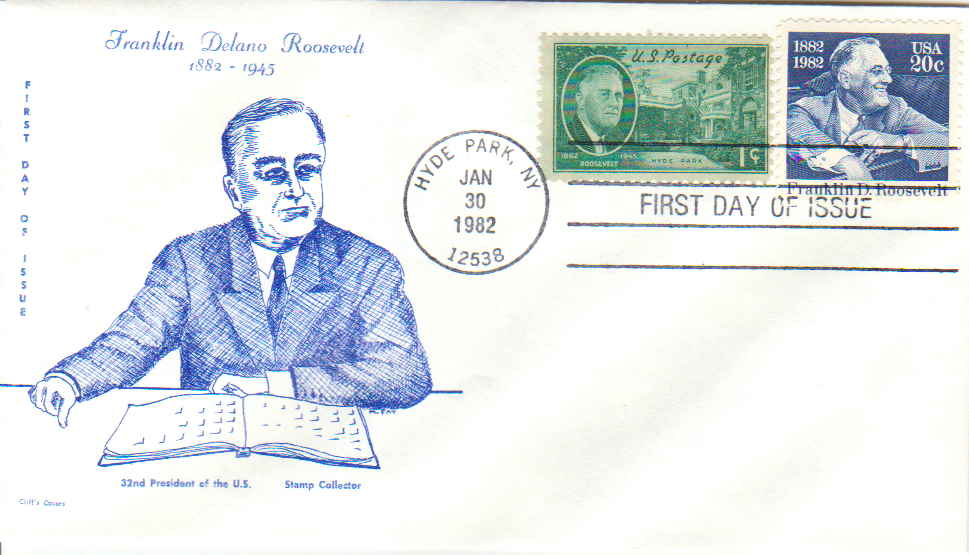 Franklin Delano Roosevelt
1882 - 1945
FIRST DAY OF ISSUE
U.S. Postage
1882 1945
ROOSEVELT HYDE PARK
1¢
1882
1982
USA
20c
Franklin D. Roosevelt
HYDE PARK, NY
JAN
30
1982
12538
FIRST DAY OF ISSUE
32nd President of the U.S. Stamp Collector
Cliff's Covers